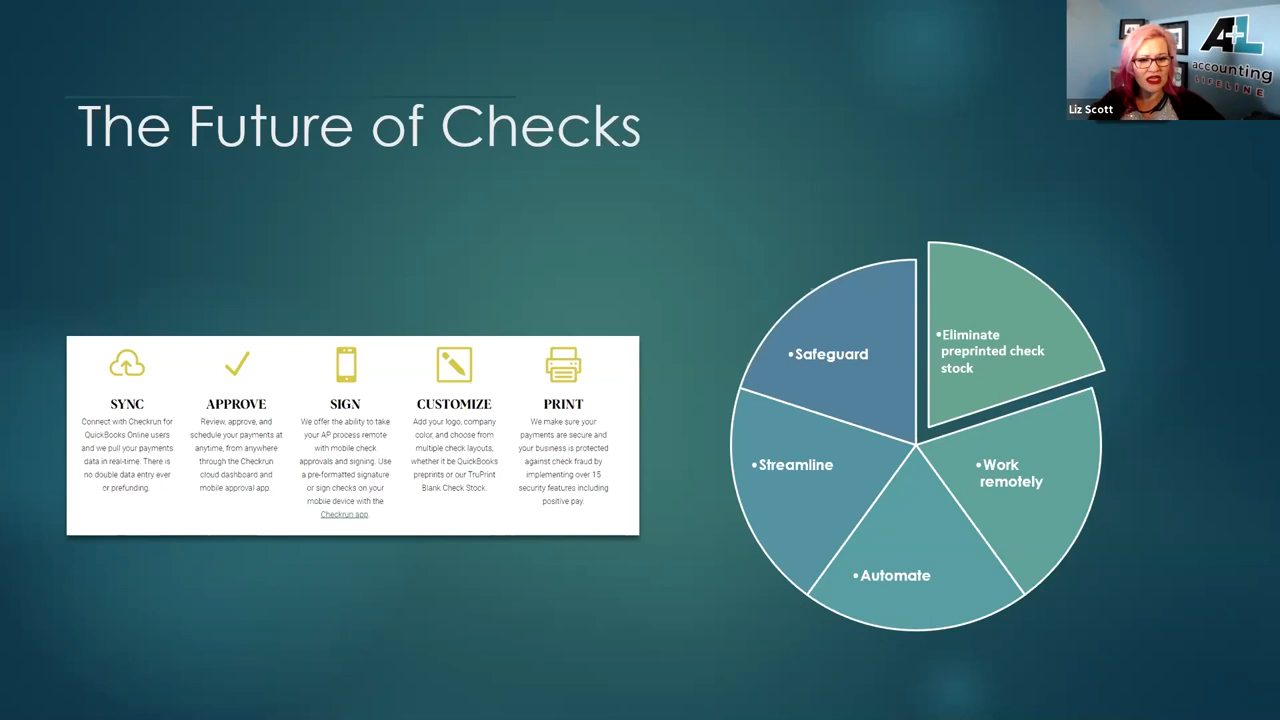 The Future of Checks
SYNC
Connect with Checkrun for
QuickBooks Online users
and we pull your payments
data in real-time. There is
no double data entry ever
or prefunding.
APPROVE
Review, approve, and
schedule your payments at
anytime, from anywhere
through the Checkrun
cloud dashboard and
mobile approval app.
SIGN
We offer the ability to take
your AP process remote
with mobile check
approvals and signing. Use
a pre-formatted signature
or sign checks on your
mobile device with the
Checkrun app.
CUSTOMIZE
Add your logo, company
color, and choose from
multiple check layouts,
whether it be QuickBooks
preprints or our TruPrint
Blank Check Stock.
PRINT
We make sure your
payments are secure and
your business is protected
against check fraud by
implementing over 15
security features including
positive pay.
•Eliminate
preprinted check
stock
•Work
remotely
•Automate
•Streamline
•Safeguard
A+L
accounting
LIFELINE
Liz Scott